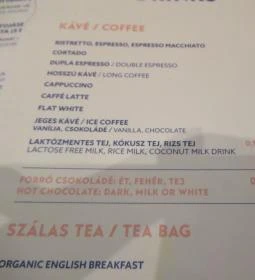 KÁVÉ / COFFEE
RISTRETTO, ESPRESSO, ESPRESSO MACCHIATO
CORTADO
DUPLA ESPRESSO / DOUBLE ESPRESSO
HOSSZÚ KÁVÉ / LONG COFFEE
CAPPUCCINO
CAFFÉ LATTE
FLAT WHITE
JEGES KÁVÉ / ICE COFFEE
VANÍLIA, CSOKOLÁDÉ / VANILLA, CHOCOLATE
LAKTÓZMENTES TEJ, KÓKUSZ TEJ, RIZS TEJ
LACTOSE FREE MILK, RICE MILK, COCONUT MILK DRINK
FORRÓ CSOKOLÁDÉ: ÉT, FEHÉR, TEJ
HOT CHOCOLATE: DARK, MILK OR WHITE
SZÁLAS TEA / TEA BAG
ORGANIC ENGLISH BREAKFAST